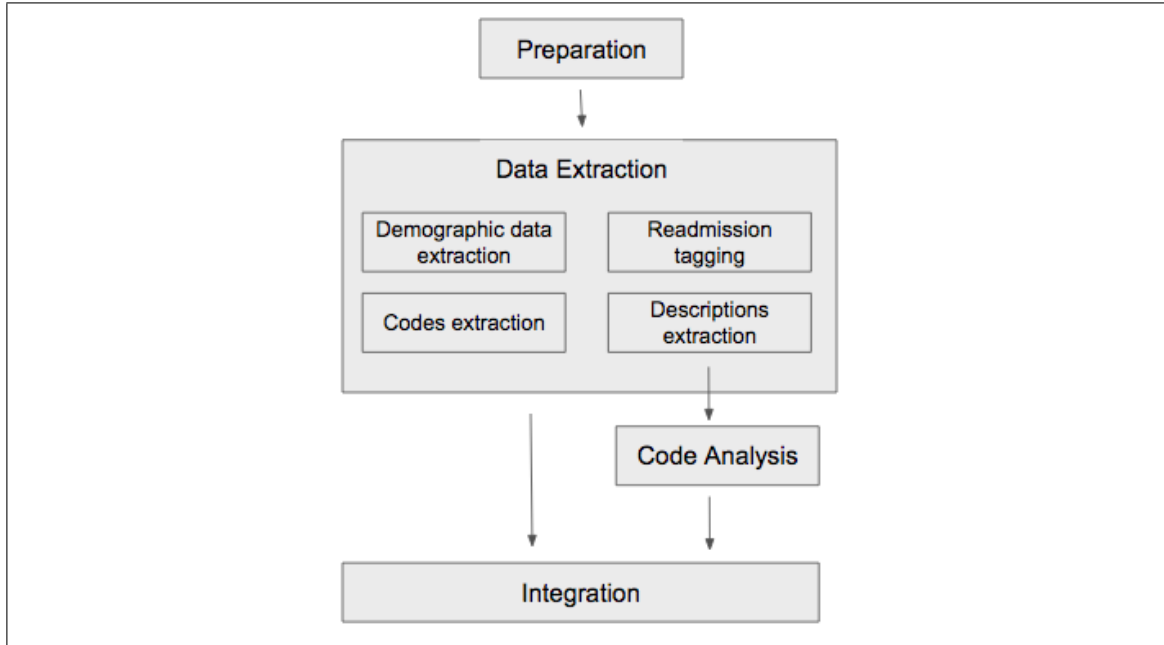 Preparation
Data Extraction
Demographic data
extraction
Readmission
tagging
Codes extraction
Descriptions
extraction
Code Analysis
Integration